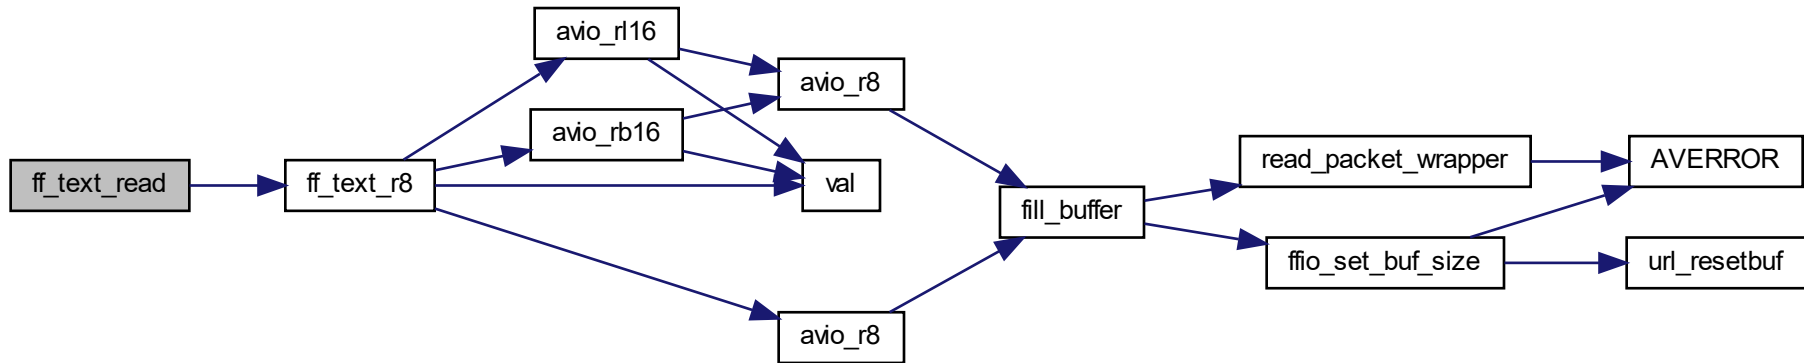 avio_rl16
avio_r8
avio_rb16
read_packet_wrapper
AVERROR
ff_text_read
ff_text_r8
val
fill_buffer
ffio_set_buf_size
url_resetbuf
avio_r8